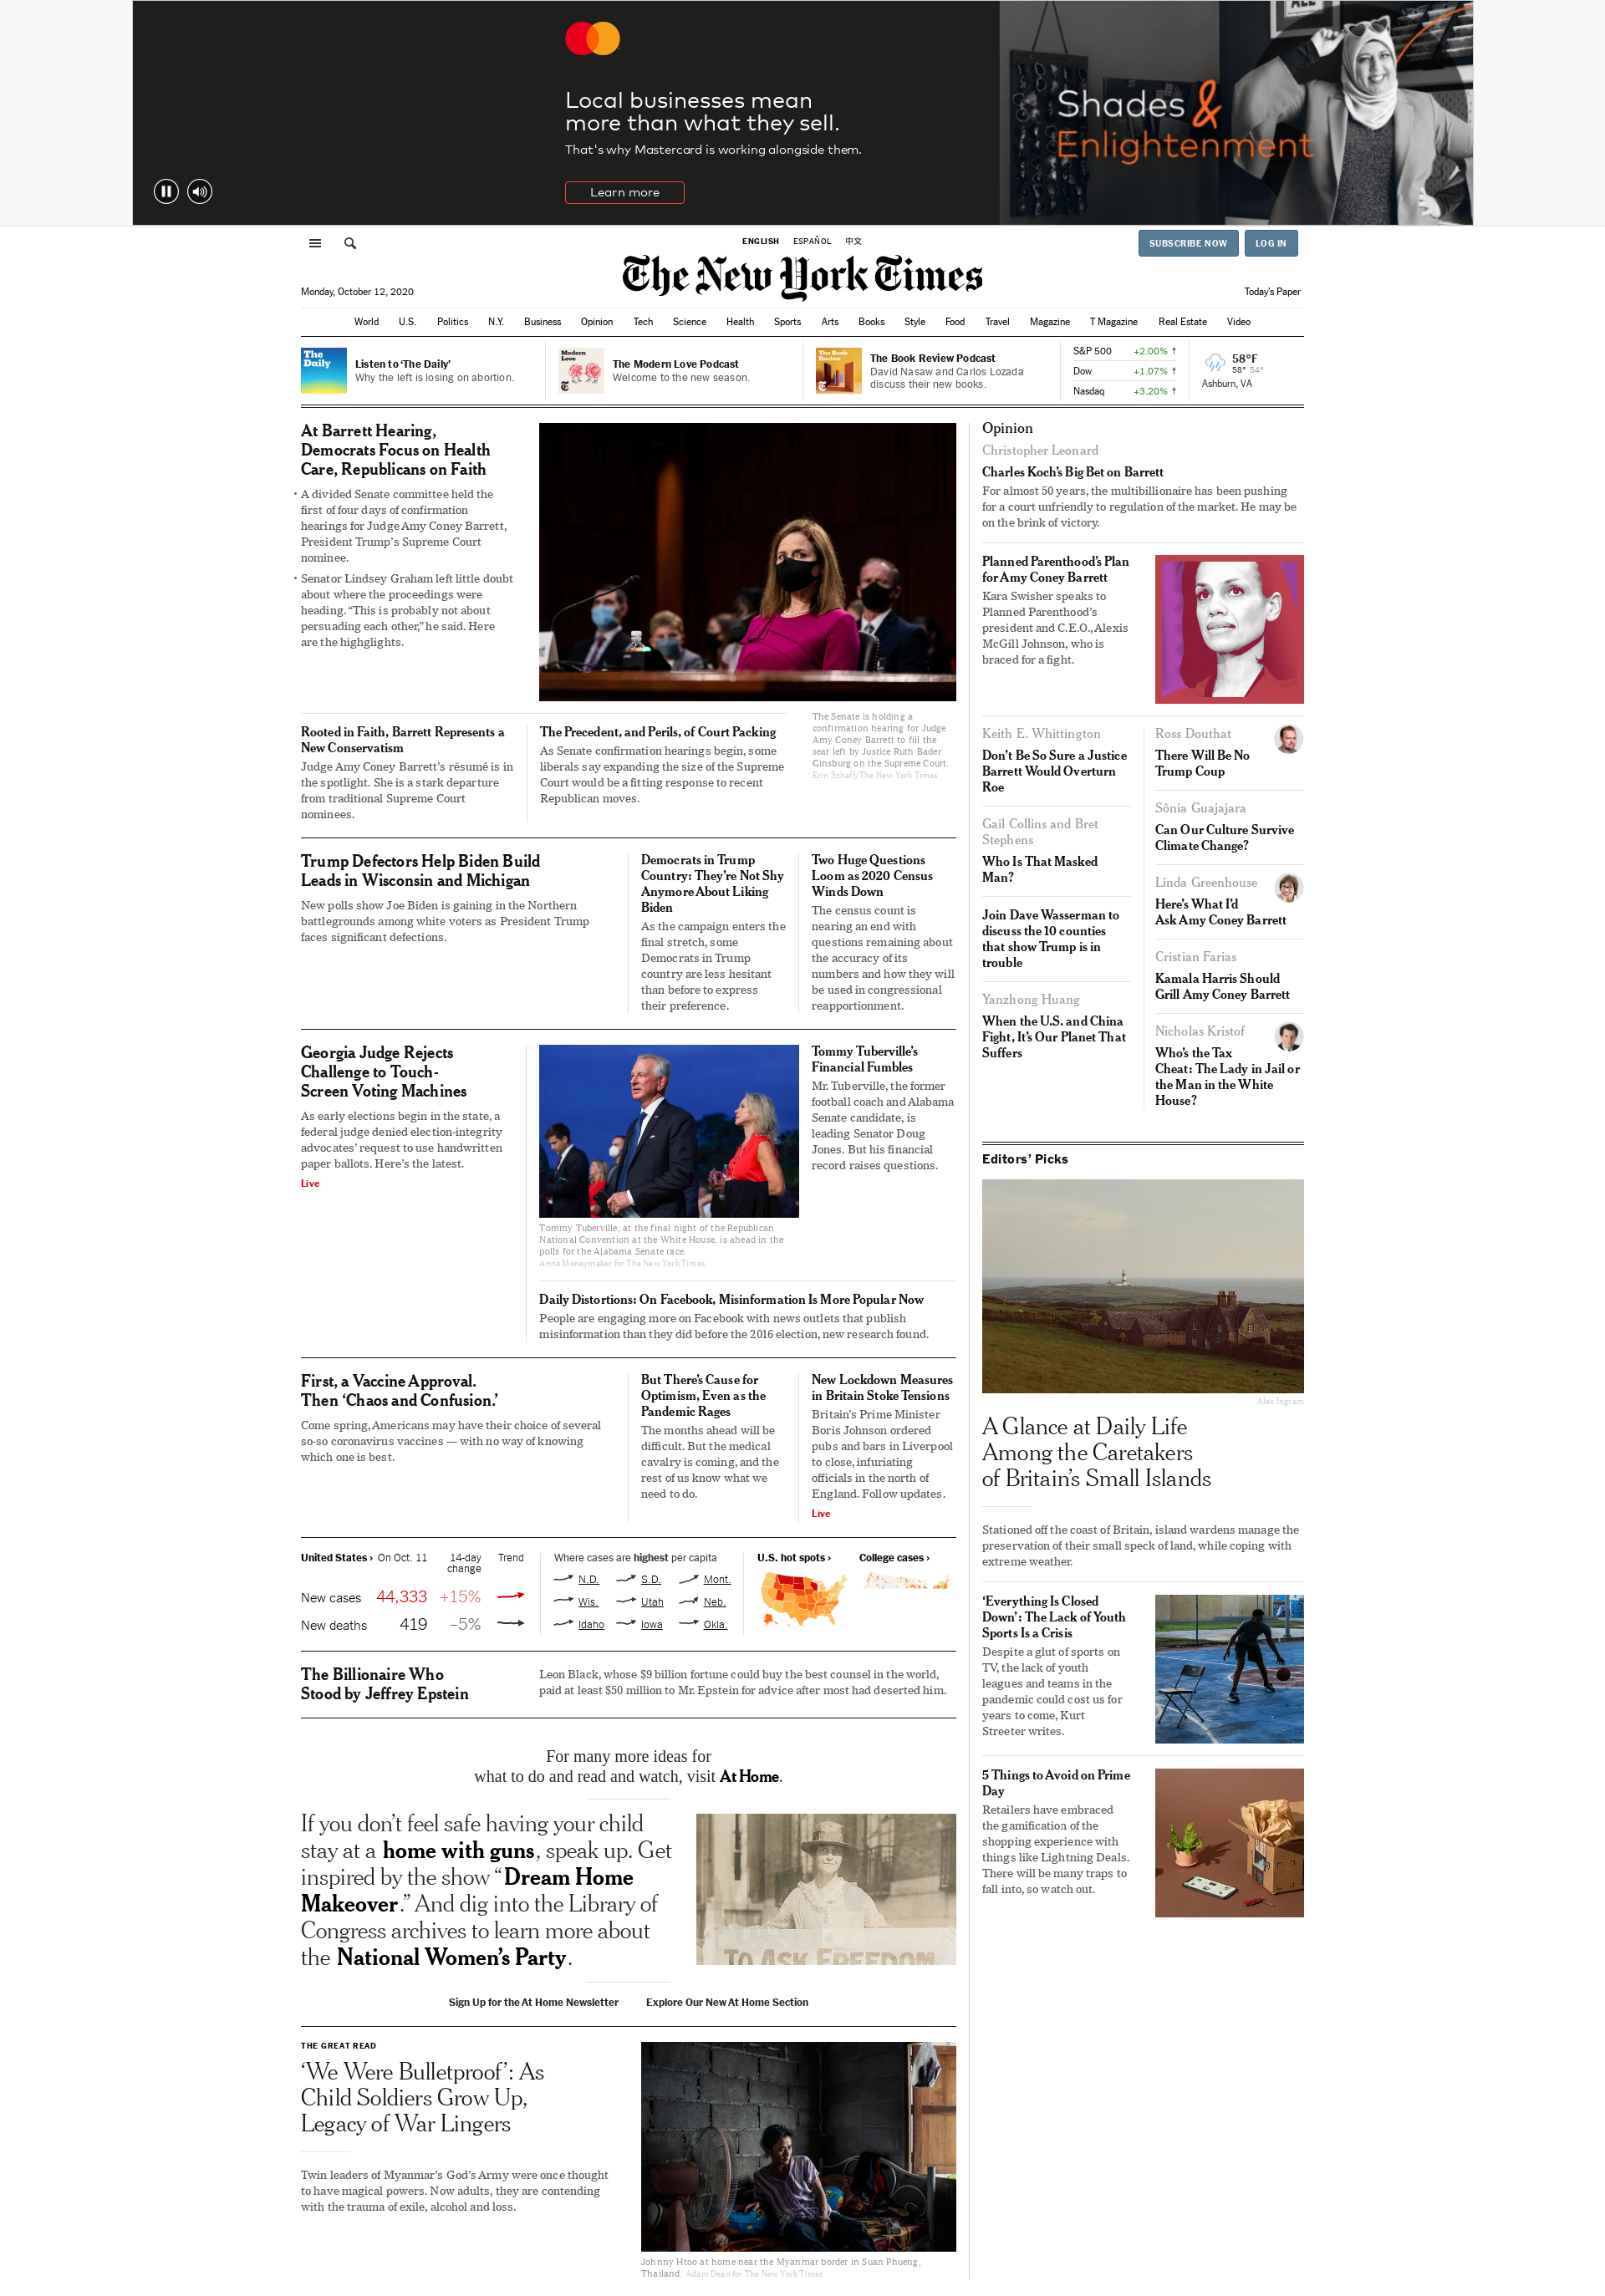 Local businesses mean
more than what they sell.
That's why Mastercard is working alongside them.
Learn more
ALL
Shades &
Enlightenment
ENGLISH ESPAÑOL 中文
SUBSCRIBE NOW LOG IN
The New York Times
Monday, October 12, 2020
Today's Paper
World U.S. Politics N.Y. Business Opinion Tech Science Health Sports Arts Books Style Food Travel Magazine T Magazine Real Estate Video
The
Daily
Listen to ‘The Daily’
Why the left is losing on abortion.
Modern
Love
The Modern Love Podcast
Welcome to the new season.
The Book
Review
The Book Review Podcast
David Nasaw and Carlos Lozada
discuss their new books.
S&P 500 +2.00% ↑
Dow +1.07% ↑
Nasdaq +3.20% ↑
58°F
58° 54°
Ashburn, VA
At Barrett Hearing,
Democrats Focus on Health
Care, Republicans on Faith
• A divided Senate committee held the
first of four days of confirmation
hearings for Judge Amy Coney Barrett,
President Trump’s Supreme Court
nominee.
• Senator Lindsey Graham left little doubt
about where the proceedings were
heading. “This is probably not about
persuading each other,” he said. Here
are the highlights.
The Senate is holding a
confirmation hearing for Judge
Amy Coney Barrett to fill the
seat left by Justice Ruth Bader
Ginsburg on the Supreme Court.
Erin Schaff/The New York Times
Rooted in Faith, Barrett Represents a
New Conservatism
Judge Amy Coney Barrett’s résumé is in
the spotlight. She is a stark departure
from traditional Supreme Court
nominees.
The Precedent, and Perils, of Court Packing
As Senate confirmation hearings begin, some
liberals say expanding the size of the Supreme
Court would be a fitting response to recent
Republican moves.
Trump Defectors Help Biden Build
Leads in Wisconsin and Michigan
New polls show Joe Biden is gaining in the Northern
battlegrounds among white voters as President Trump
faces significant defections.
Democrats in Trump
Country: They’re Not Shy
Anymore About Liking
Biden
As the campaign enters the
final stretch, some
Democrats in Trump
country are less hesitant
than before to express
their preference.
Two Huge Questions
Loom as 2020 Census
Winds Down
The census count is
nearing an end with
questions remaining about
the accuracy of its
numbers and how they will
be used in congressional
reapportionment.
Georgia Judge Rejects
Challenge to Touch-
Screen Voting Machines
As early elections begin in the state, a
federal judge denied election-integrity
advocates’ request to use handwritten
paper ballots. Here’s the latest.
Live
Tommy Tuberville, at the final night of the Republican
National Convention at the White House, is ahead in the
polls for the Alabama Senate race.
Anna Moneymaker for The New York Times
Tommy Tuberville’s
Financial Fumbles
Mr. Tuberville, the former
football coach and Alabama
Senate candidate, is
leading Senator Doug
Jones. But his financial
record raises questions.
Daily Distortions: On Facebook, Misinformation Is More Popular Now
People are engaging more on Facebook with news outlets that publish
misinformation than they did before the 2016 election, new research found.
First, a Vaccine Approval.
Then ‘Chaos and Confusion.’
Come spring, Americans may have their choice of several
so-so coronavirus vaccines — with no way of knowing
which one is best.
But There’s Cause for
Optimism, Even as the
Pandemic Rages
The months ahead will be
difficult. But the medical
cavalry is coming, and the
rest of us know what we
need to do.
New Lockdown Measures
in Britain Stoke Tensions
Britain’s Prime Minister
Boris Johnson ordered
pubs and bars in Liverpool
to close, infuriating
officials in the north of
England. Follow updates.
Live
United States › On Oct. 11 14-day
change Trend
New cases 44,333 +15%
New deaths 419 –5%
Where cases are highest per capita
N.D. S.D. Mont.
Wis. Utah Neb.
Idaho Iowa Okla.
U.S. hot spots › College cases ›
The Billionaire Who
Stood by Jeffrey Epstein
Leon Black, whose $9 billion fortune could buy the best counsel in the world,
paid at least $50 million to Mr. Epstein for advice after most had deserted him.
For many more ideas for
what to do and read and watch, visit At Home.
If you don’t feel safe having your child
stay at a home with guns, speak up. Get
inspired by the show “Dream Home
Makeover.” And dig into the Library of
Congress archives to learn more about
the National Women’s Party.
TO ASK FREEDOM
Sign Up for the At Home Newsletter Explore Our New At Home Section
THE GREAT READ
‘We Were Bulletproof’: As
Child Soldiers Grow Up,
Legacy of War Lingers
Twin leaders of Myanmar’s God’s Army were once thought
to have magical powers. Now adults, they are contending
with the trauma of exile, alcohol and loss.
Johnny Htoo at home near the Myanmar border in Suan Phueng,
Thailand. Adam Dean for The New York Times
Opinion
Christopher Leonard
Charles Koch’s Big Bet on Barrett
For almost 50 years, the multibillionaire has been pushing
for a court unfriendly to regulation of the market. He may be
on the brink of victory.
Planned Parenthood’s Plan
for Amy Coney Barrett
Kara Swisher speaks to
Planned Parenthood’s
president and C.E.O., Alexis
McGill Johnson, who is
braced for a fight.
Keith E. Whittington
Don’t Be So Sure a Justice
Barrett Would Overturn
Roe
Gail Collins and Bret
Stephens
Who Is That Masked
Man?
Join Dave Wasserman to
discuss the 10 counties
that show Trump is in
trouble
Yanzhong Huang
When the U.S. and China
Fight, It’s Our Planet That
Suffers
Ross Douthat
There Will Be No
Trump Coup
Sônia Guajajara
Can Our Culture Survive
Climate Change?
Linda Greenhouse
Here’s What I’d
Ask Amy Coney Barrett
Cristian Farias
Kamala Harris Should
Grill Amy Coney Barrett
Nicholas Kristof
Who’s the Tax
Cheat: The Lady in Jail or
the Man in the White
House?
Editors’ Picks
Alex Ingram
A Glance at Daily Life
Among the Caretakers
of Britain’s Small Islands
Stationed off the coast of Britain, island wardens manage the
preservation of their small speck of land, while coping with
extreme weather.
‘Everything Is Closed
Down’: The Lack of Youth
Sports Is a Crisis
Despite a glut of sports on
TV, the lack of youth
leagues and teams in the
pandemic could cost us for
years to come, Kurt
Streeter writes.
5 Things to Avoid on Prime
Day
Retailers have embraced
the gamification of the
shopping experience with
things like Lightning Deals.
There will be many traps to
fall into, so watch out.